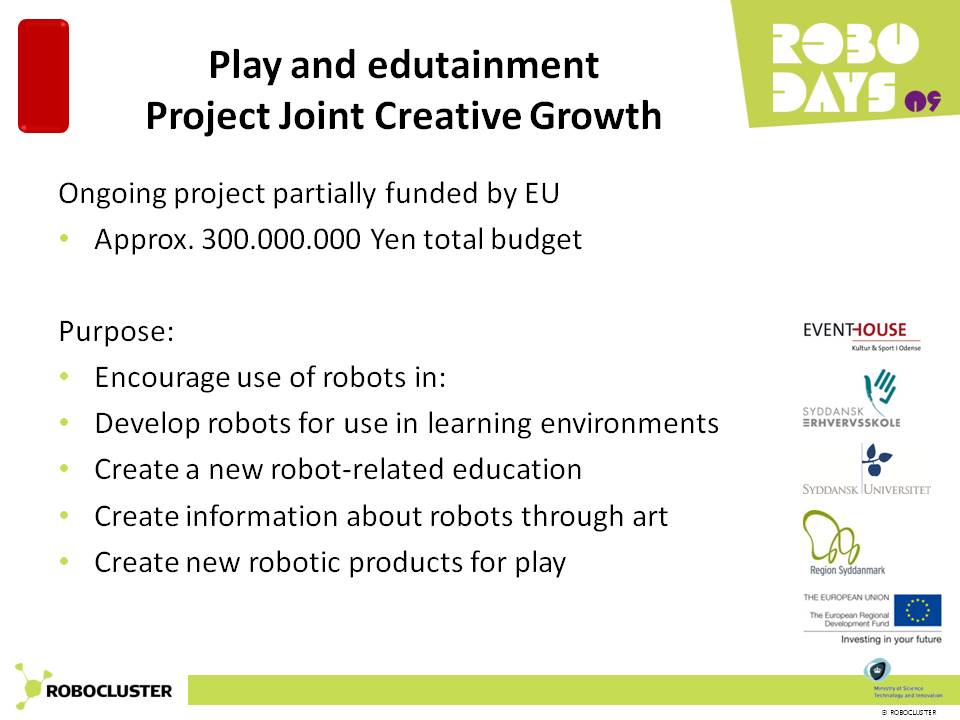 Play and edutainment
Project Joint Creative Growth
ROBO
DAYS 09
Ongoing project partially funded by EU
• Approx. 300.000.000 Yen total budget
Purpose:
• Encourage use of robots in:
• Develop robots for use in learning environments
• Create a new robot-related education
• Create information about robots through art
• Create new robotic products for play
EVENTHOUSE
Kultur & Sport i Odense
SYDDANSK
ERHVERVSSKOLE
SYDDANSK UNIVERSITET
Region Syddanmark
THE EUROPEAN UNION
The European Regional
Development Fund
Investing in your future
ROBOCLUSTER
Ministry of Science
Technology and Innovation
© ROBOCLUSTER